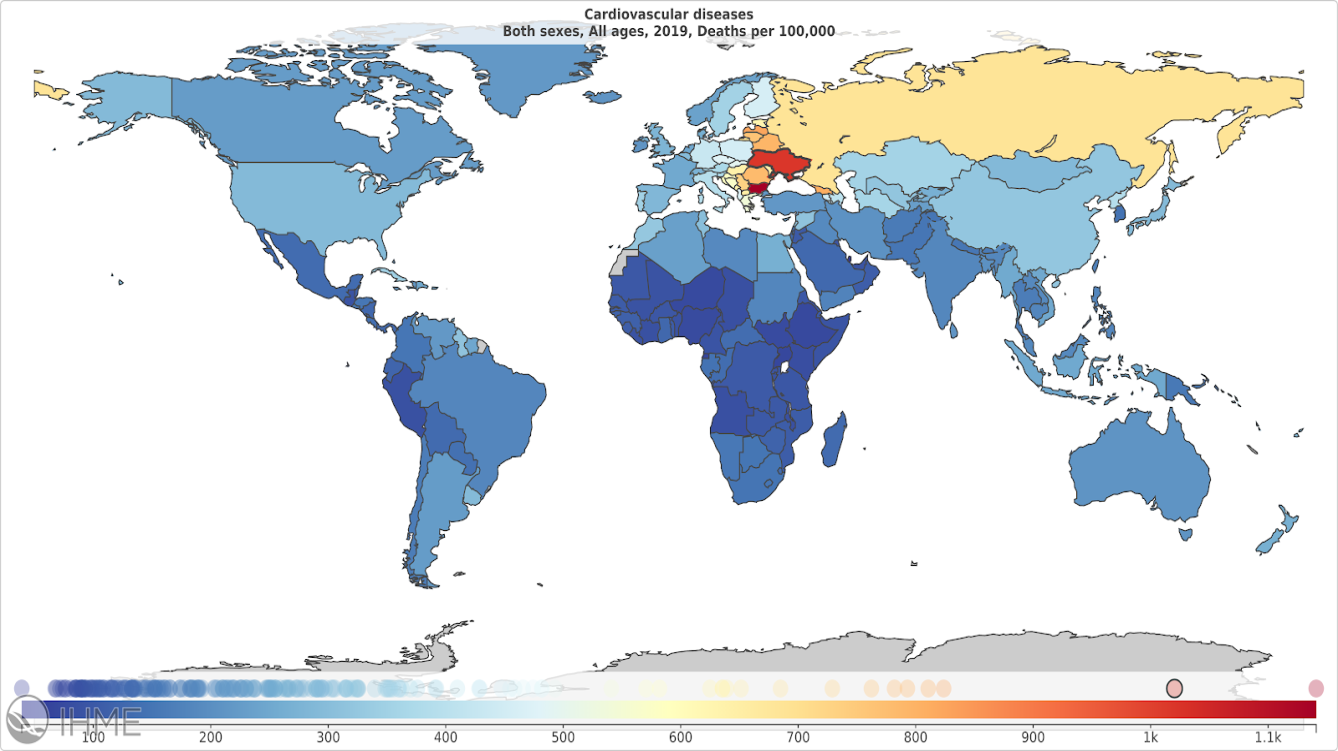 Cardiovascular diseases
Both sexes, All ages, 2019, Deaths per 100,000
IHME
100 200 300 400 500 600 700 800 900 1k 1.1k